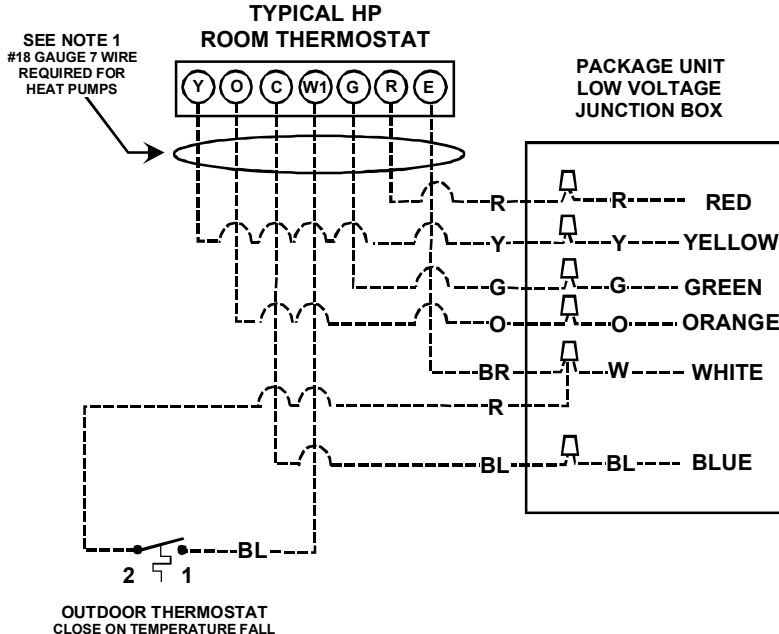 TYPICAL HP
ROOM THERMOSTAT
SEE NOTE 1
#18 GAUGE 7 WIRE
REQUIRED FOR
HEAT PUMPS
Y O C W1 G R E
PACKAGE UNIT
LOW VOLTAGE
JUNCTION BOX
R R RED
Y Y YELLOW
G G GREEN
O O ORANGE
BR W WHITE
R
BL BL BLUE
BL
2 1
OUTDOOR THERMOSTAT
CLOSE ON TEMPERATURE FALL